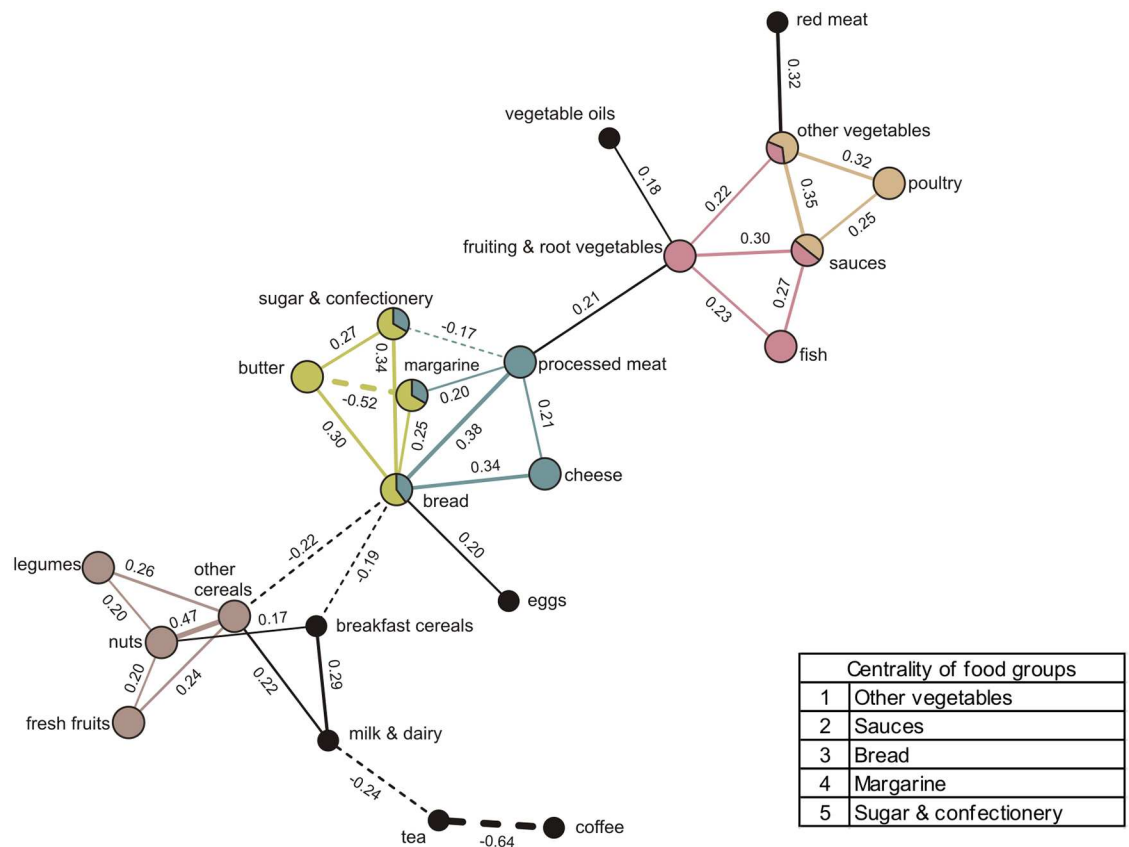 red meat
0.32
vegetable oils
other vegetables
0.32
poultry
0.18
0.22
0.35
0.25
fruiting & root vegetables
0.30
sauces
sugar & confectionery
0.21
0.23
0.27
fish
0.27
-0.17
0.34
butter
margarine
processed meat
-0.52
0.20
0.30
0.25
0.38
0.21
0.34
cheese
bread
-0.22
-0.19
0.20
legumes
0.26
other
cereals
eggs
0.20
0.47
0.17
breakfast cereals
nuts
0.20
0.24
0.22
0.29
fresh fruits
milk & dairy
-0.24
tea
-0.64
coffee
Centrality of food groups
1 Other vegetables
2 Sauces
3 Bread
4 Margarine
5 Sugar & confectionery